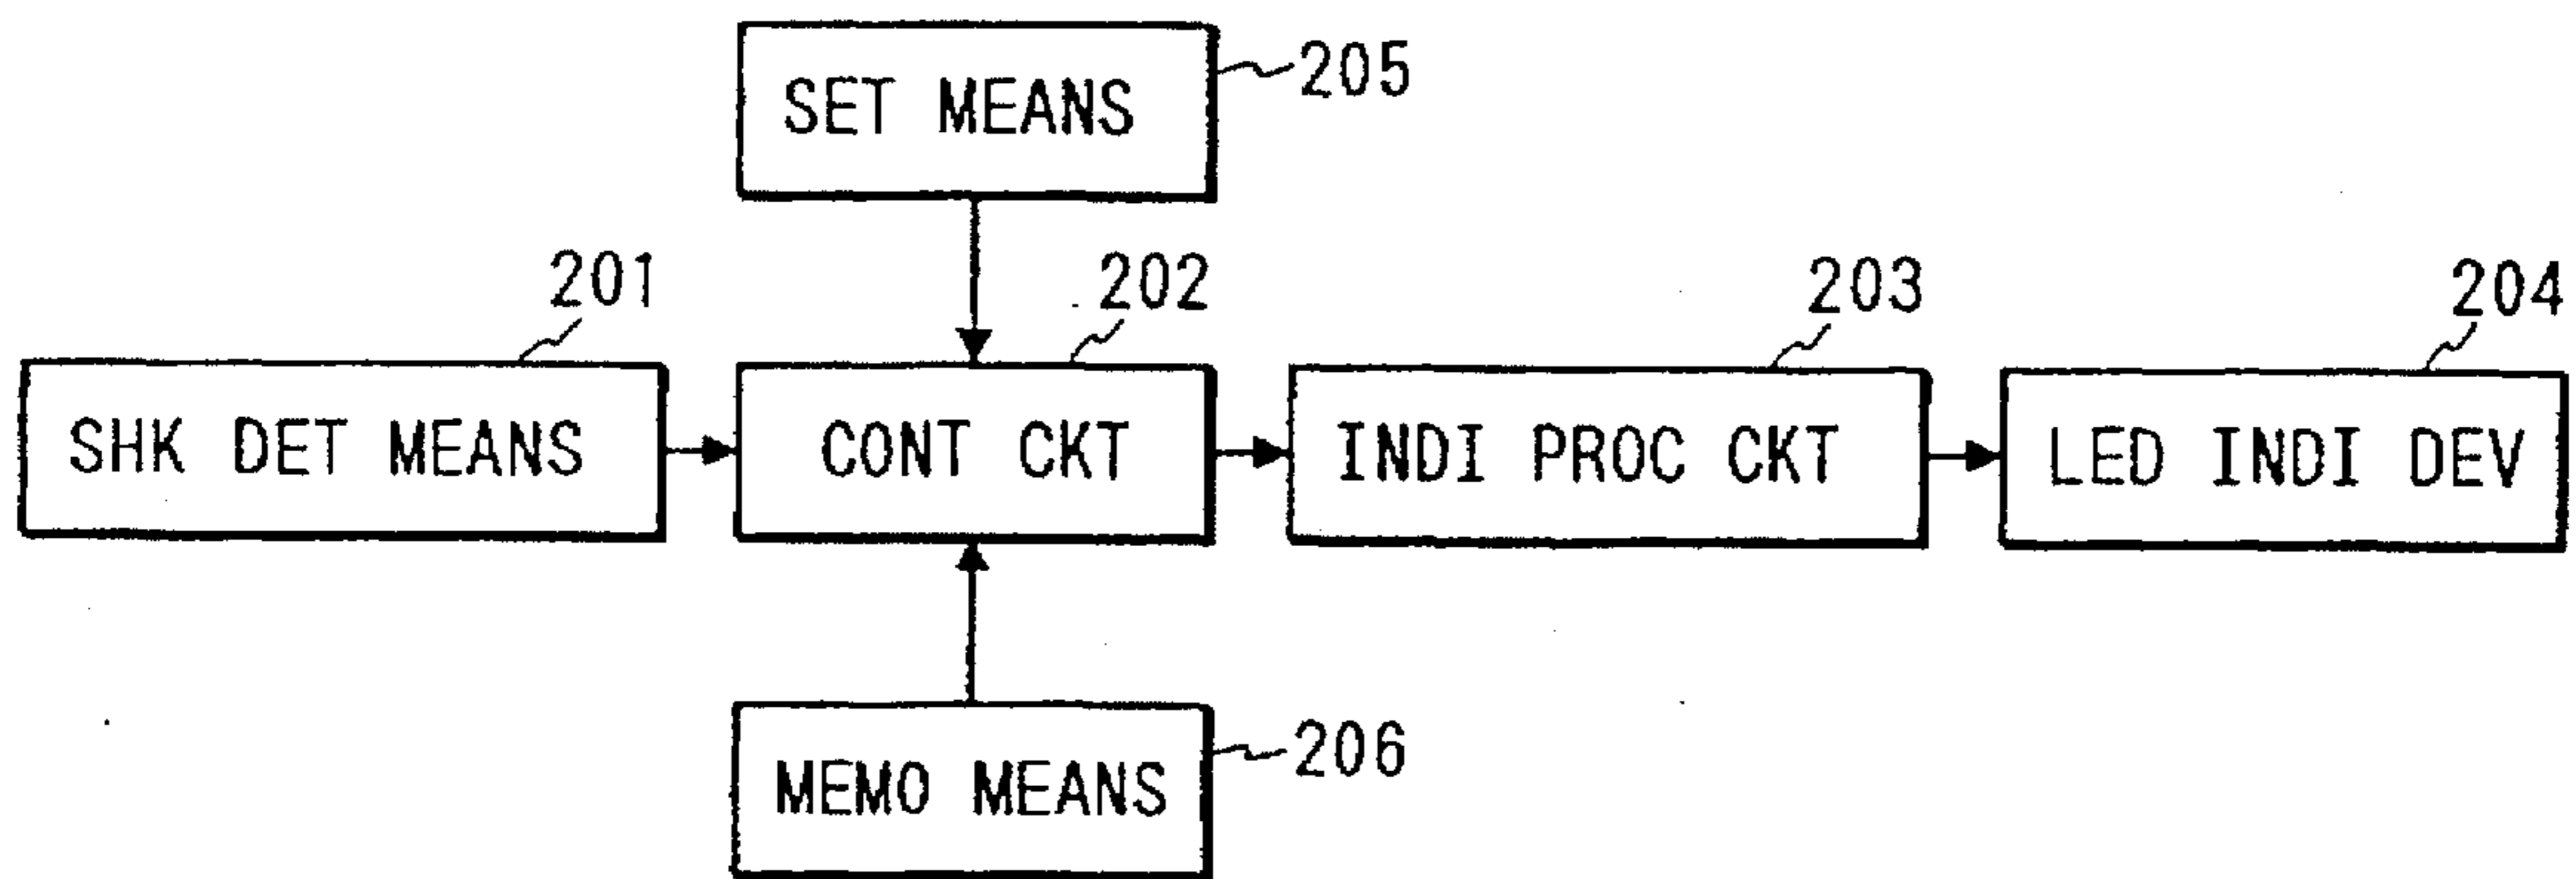 205
SET MEANS
201
202
203
204
SHK DET MEANS
CONT CKT
INDI PROC CKT
LED INDI DEV
206
MEMO MEANS